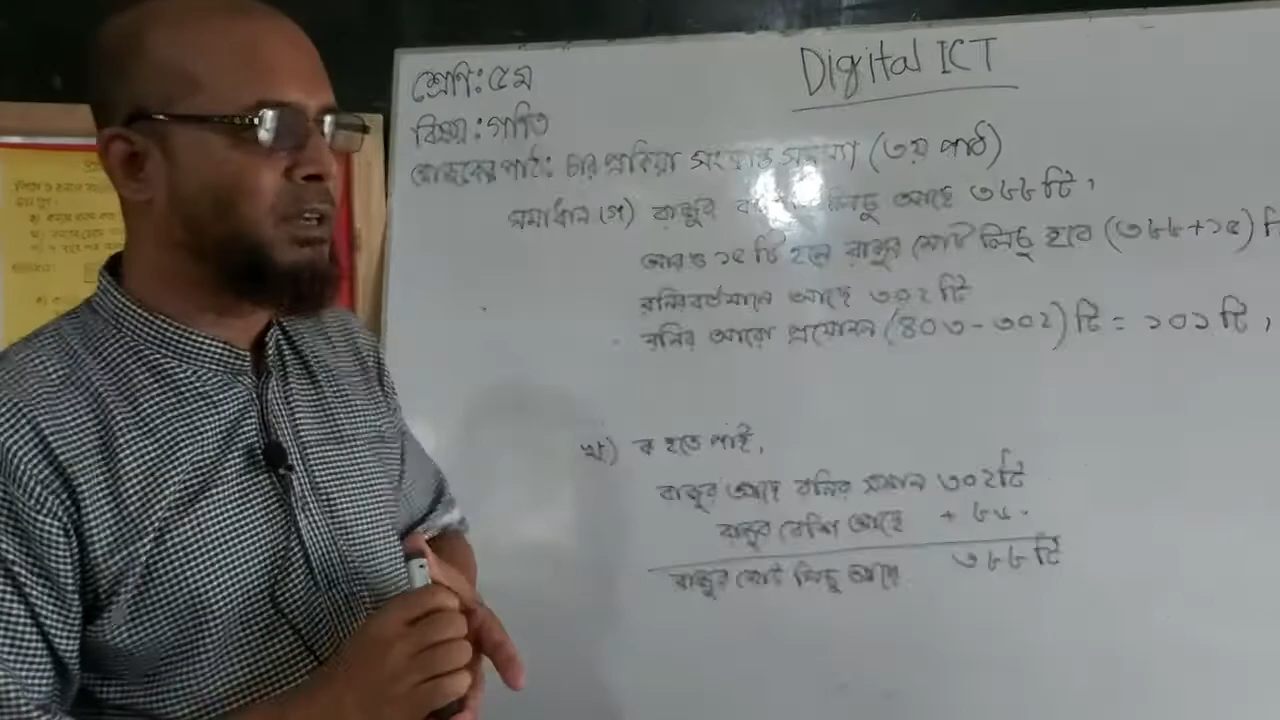 Digital ICT
শ্রেণি: ৫ম
বিষয়: গণিত
আজকের পাঠ: চার প্রক্রিয়া সংক্রান্ত সমস্যা (৩য় পাঠ)
সমাধান (গ) রাজুর লিচু আছে ৩৮৮টি,
আরও ১৫টি হলে রাজুর মোট লিচু হবে (৩৮৮+১৫)টি
রনির বর্তমানে আছে ৩০২টি
রনির আরো প্রয়োজন (৪০৩-৩০২)টি = ১০১টি,
খ) ক হতে পাই,
রাজুর আছে রনির সমান ৩০২টি
রাজুর বেশি আছে + ৮৬
রাজুর মোট লিচু আছে ৩৮৮টি